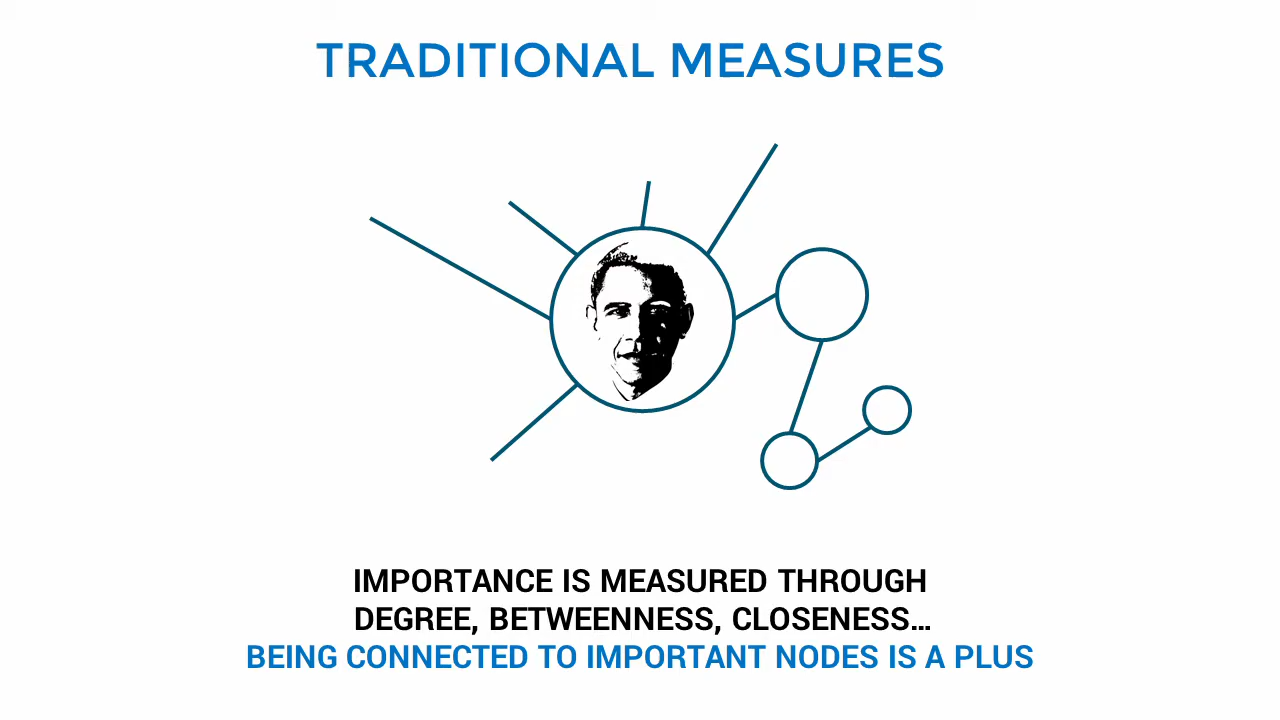 TRADITIONAL MEASURES
IMPORTANCE IS MEASURED THROUGH
DEGREE, BETWEENNESS, CLOSENESS…
BEING CONNECTED TO IMPORTANT NODES IS A PLUS